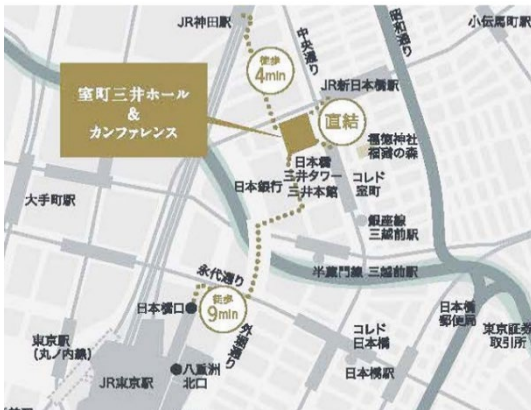 JR神田駅
中央通り
昭和通り
小伝馬町駅
徒歩
4min
JR新日本橋駅
室町三井ホール
&
カンファレンス
直結
福徳神社
福徳の森
日本橋
三井タワー
三井本館
日本銀行
コレド
室町
大手町駅
銀座線
三越前駅
半蔵門線 三越前駅
永代通り
日本橋口
徒歩
9min
外堀通り
日本橋
郵便局
東京証券
取引所
コレド
日本橋
日本橋駅
東京駅
(丸ノ内線)
八重洲
北口
JR東京駅